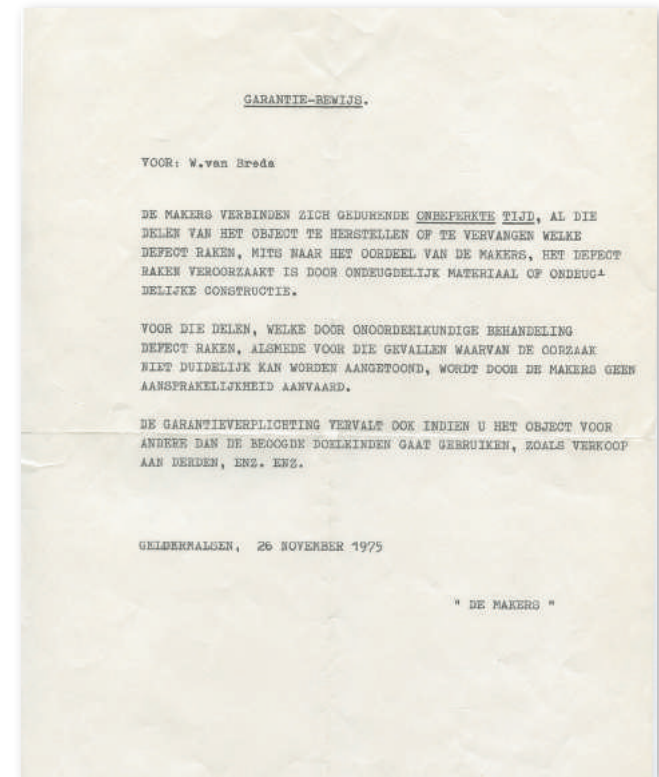 GARANTIE-BEWIJS.
VOOR: W.van Breda
DE MAKERS VERBINDEN ZICH GEDURENDE ONBEPERKTE TIJD, AL DIE
DELEN VAN HET OBJECT TE HERSTELLEN OF TE VERVANGEN WELKE
DEFECT RAKEN, MITS NAAR HET OORDEEL VAN DE MAKERS, HET DEFECT
RAKEN VEROORZAAKT IS DOOR ONDEUGDELIJK MATERIAAL OF ONDEUG-
DELIJKE CONSTRUCTIE.
VOOR DIE DELEN, WELKE DOOR ONOORDEELKUNDIGE BEHANDELING
DEFECT RAKEN, ALSMEDE VOOR DIE GEVALLEN WAARVAN DE OORZAAK
NIET DUIDELIJK KAN WORDEN AANGETOOND, WORDT DOOR DE MAKERS GEEN
AANSPRAKELIJKHEID AANVAARD.
DE GARANTIEVERPLICHTING VERVALT OOK INDIEN U HET OBJECT VOOR
ANDERE DAN DE BEOOGDE DOELKINDEN GAAT GEBRUIKEN, ZOALS VERKOOP
AAN DERDEN, ENZ. ENZ.
GELDERMALSEN, 26 NOVEMBER 1975
" DE MAKERS "